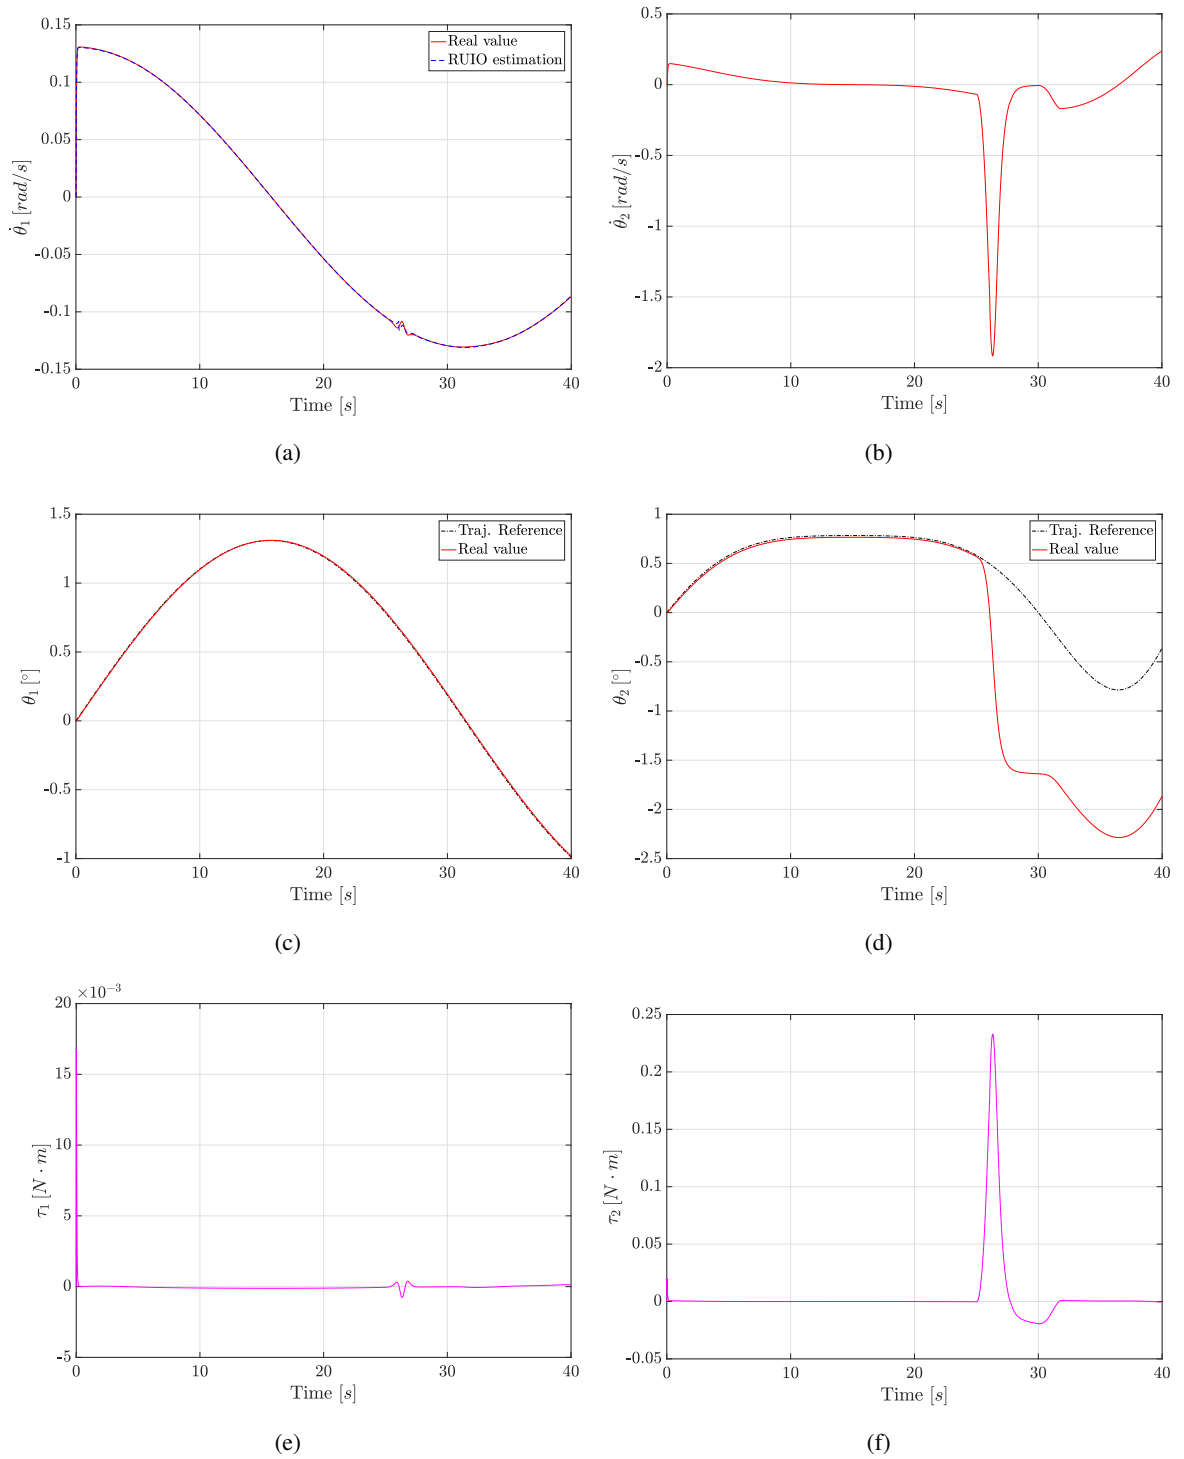 0.15
0.1
0.05
0
-0.05
-0.1
-0.15
0 10 20 30 40
θ̇₁ [rad/s]
Time [s]
Real value
RUIO estimation
(a)
0.5
0
-0.5
-1
-1.5
-2
0 10 20 30 40
θ̇₂ [rad/s]
Time [s]
(b)
1.5
1
0.5
0
-0.5
-1
0 10 20 30 40
θ₁ [°]
Time [s]
Traj. Reference
Real value
(c)
1
0.5
0
-0.5
-1
-1.5
-2
-2.5
0 10 20 30 40
θ₂ [°]
Time [s]
Traj. Reference
Real value
(d)
×10⁻³
20
15
10
5
0
-5
0 10 20 30 40
τ₁ [N · m]
Time [s]
(e)
0.25
0.2
0.15
0.1
0.05
0
-0.05
0 10 20 30 40
τ₂ [N · m]
Time [s]
(f)